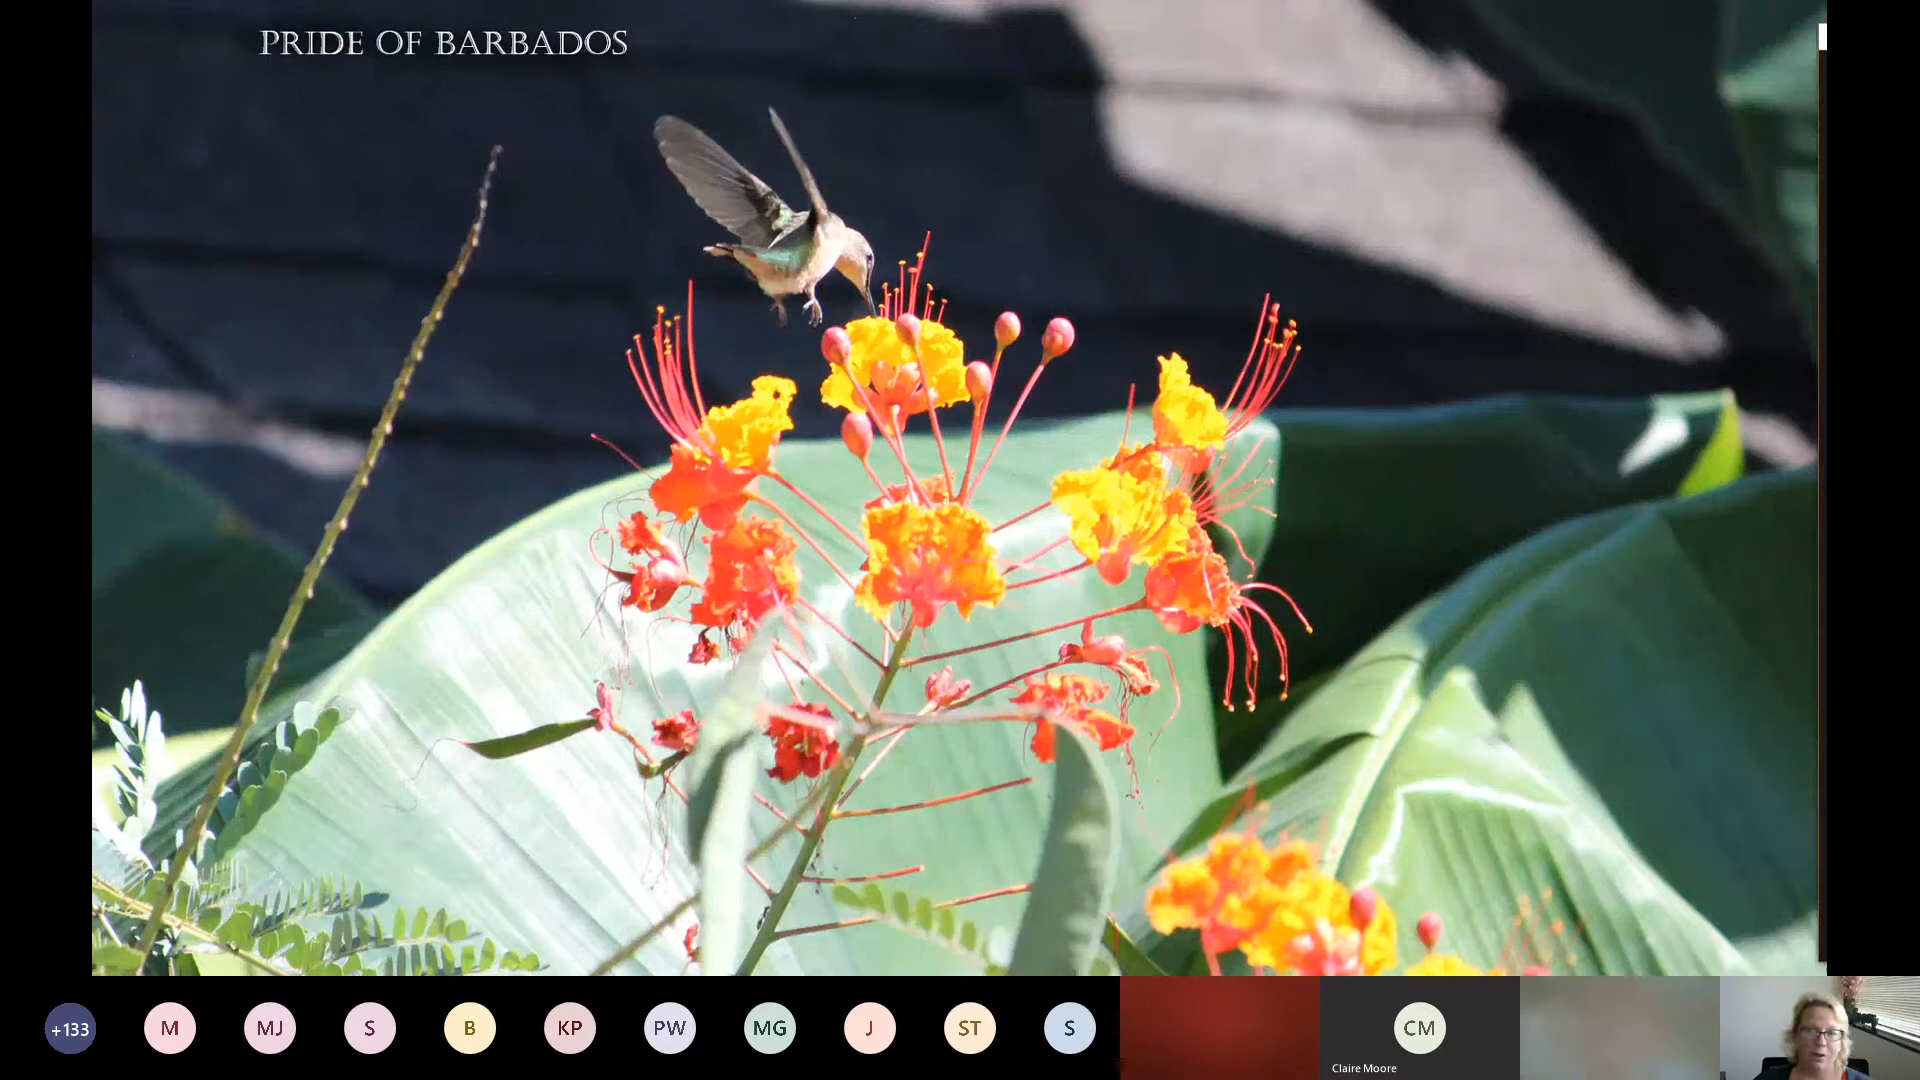 PRIDE OF BARBADOS
+133
M
MJ
S
B
KP
PW
MG
J
ST
S
CM
Claire Moore